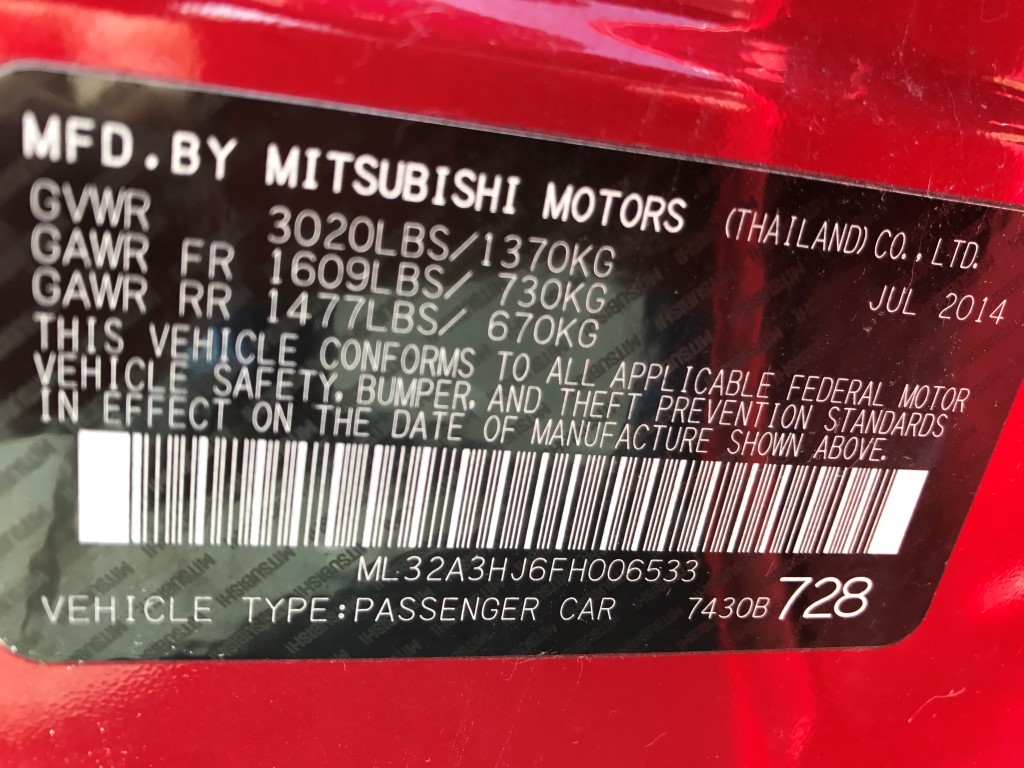 MFD.BY MITSUBISHI MOTORS (THAILAND) CO., LTD.
GVWR 3020LBS/1370KG JUL 2014
GAWR FR 1609LBS/ 730KG
GAWR RR 1477LBS/ 670KG
THIS VEHICLE CONFORMS TO ALL APPLICABLE FEDERAL MOTOR
VEHICLE SAFETY, BUMPER, AND THEFT PREVENTION STANDARDS
IN EFFECT ON THE DATE OF MANUFACTURE SHOWN ABOVE.
ML32A3HJ6FH006533
VEHICLE TYPE:PASSENGER CAR 7430B 728